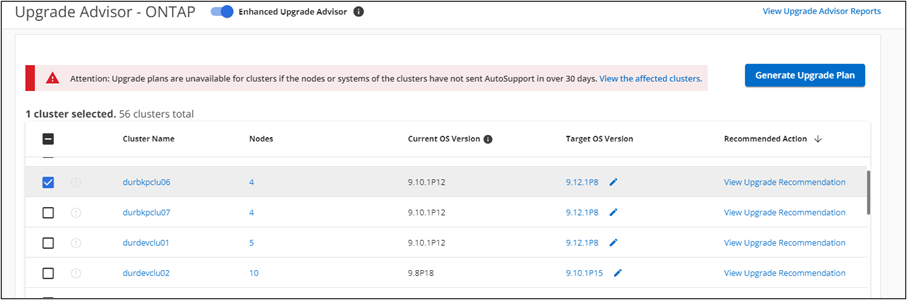 Upgrade Advisor - ONTAP Enhanced Upgrade Advisor View Upgrade Advisor Reports
Attention: Upgrade plans are unavailable for clusters if the nodes or systems of the clusters have not sent AutoSupport in over 30 days. View the affected clusters. Generate Upgrade Plan
1 cluster selected. 56 clusters total
Cluster Name Nodes Current OS Version Target OS Version Recommended Action
durbkpclu06 4 9.10.1P12 9.12.1P8 View Upgrade Recommendation
durbkpclu07 4 9.10.1P12 9.12.1P8 View Upgrade Recommendation
durdevclu01 5 9.10.1P12 9.12.1P8 View Upgrade Recommendation
durdevclu02 10 9.8P18 9.10.1P15 View Upgrade Recommendation